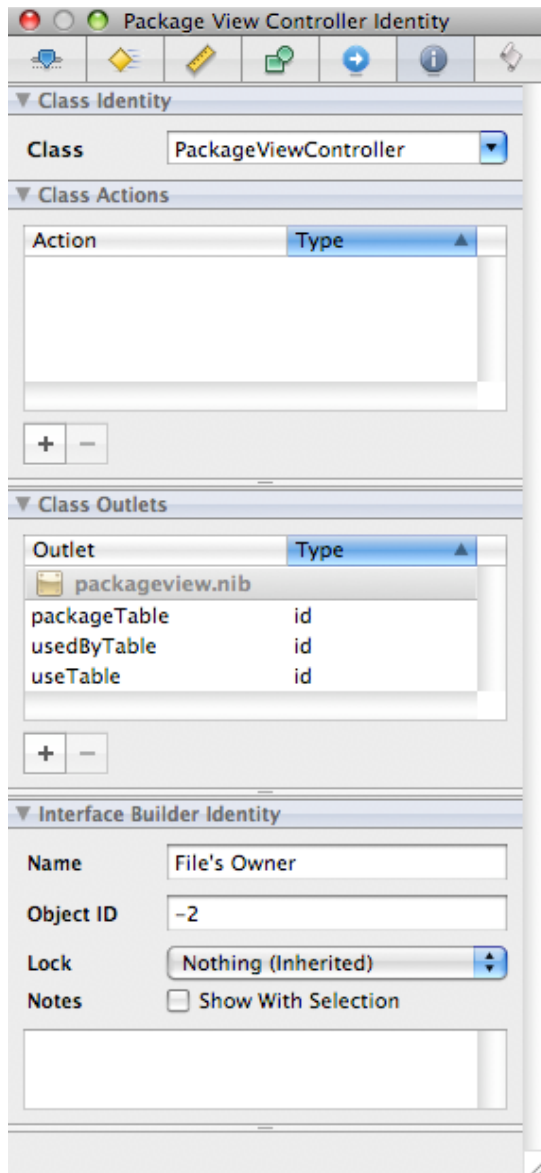 Package View Controller Identity
Class Identity
Class PackageViewController
Class Actions
Action Type
+ −
Class Outlets
Outlet Type
packageview.nib
packageTable id
usedByTable id
useTable id
+ −
Interface Builder Identity
Name File's Owner
Object ID -2
Lock Nothing (Inherited)
Notes Show With Selection